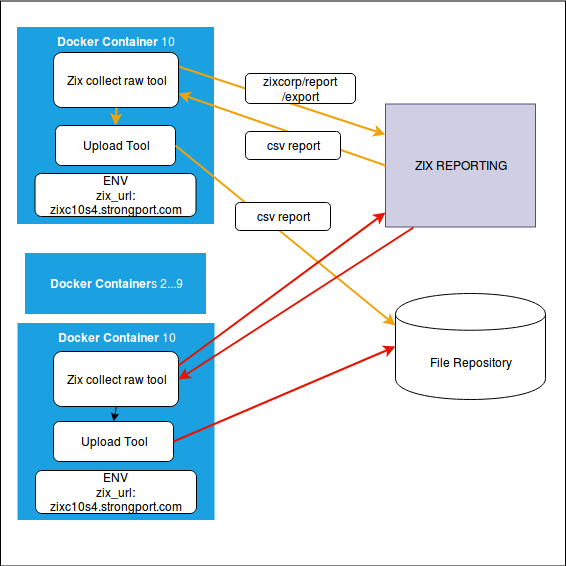 Docker Container 10
Zix collect raw tool
Upload Tool
ENV
zix_url:
zixc10s4.strongport.com
zixcorp/report
/export
csv report
csv report
ZIX REPORTING
Docker Containers 2...9
File Repository
Docker Container 10
Zix collect raw tool
Upload Tool
ENV
zix_url:
zixc10s4.strongport.com